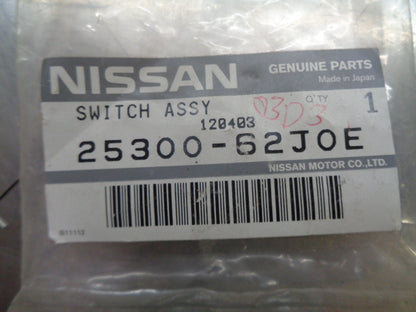 NISSAN
GENUINE PARTS
Made in Japan
SWITCH ASSY
Q'TY
1
120403
25300-62J0E
NISSAN MOTOR CO.,LTD.